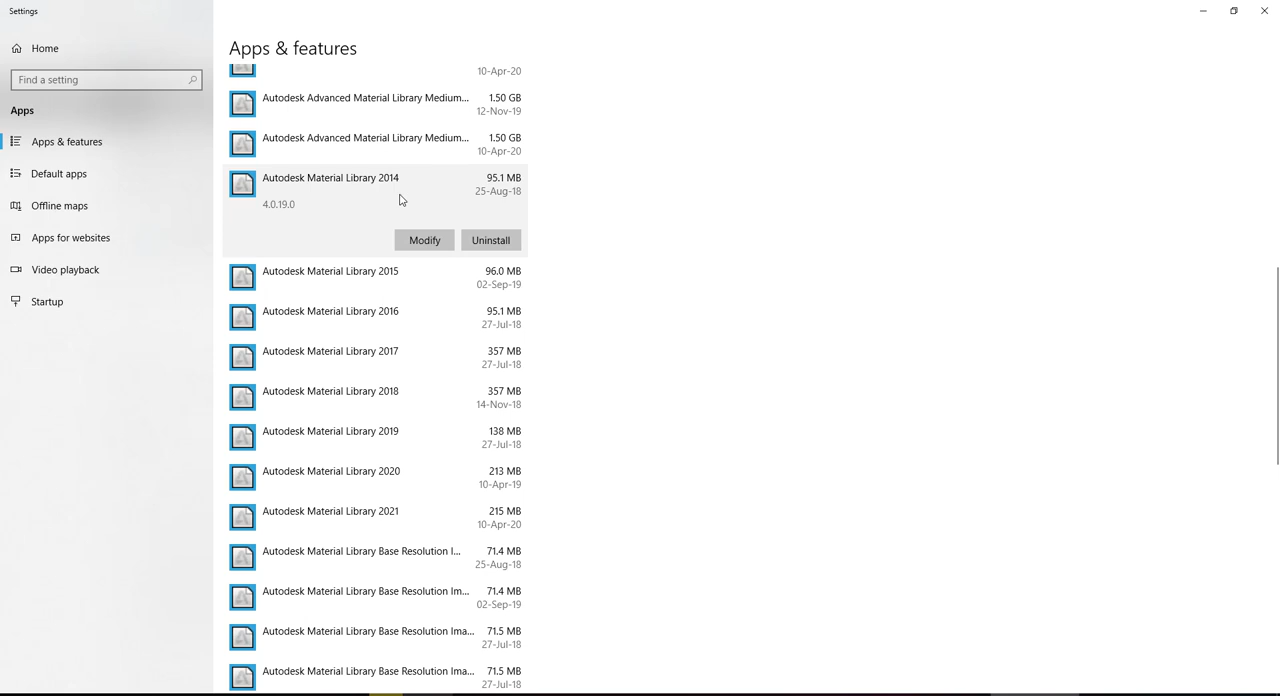 Settings
Home
Find a setting
Apps
Apps & features
Default apps
Offline maps
Apps for websites
Video playback
Startup
Apps & features
10-Apr-20
Autodesk Advanced Material Library Medium... 1.50 GB
12-Nov-19
Autodesk Advanced Material Library Medium... 1.50 GB
10-Apr-20
Autodesk Material Library 2014 95.1 MB
25-Aug-18
4.0.19.0
Modify Uninstall
Autodesk Material Library 2015 96.0 MB
02-Sep-19
Autodesk Material Library 2016 95.1 MB
27-Jul-18
Autodesk Material Library 2017 357 MB
27-Jul-18
Autodesk Material Library 2018 357 MB
14-Nov-18
Autodesk Material Library 2019 138 MB
27-Jul-18
Autodesk Material Library 2020 213 MB
10-Apr-19
Autodesk Material Library 2021 215 MB
10-Apr-20
Autodesk Material Library Base Resolution I... 71.4 MB
25-Aug-18
Autodesk Material Library Base Resolution Im... 71.4 MB
02-Sep-19
Autodesk Material Library Base Resolution Ima... 71.5 MB
27-Jul-18
Autodesk Material Library Base Resolution Ima... 71.5 MB
27-Jul-18